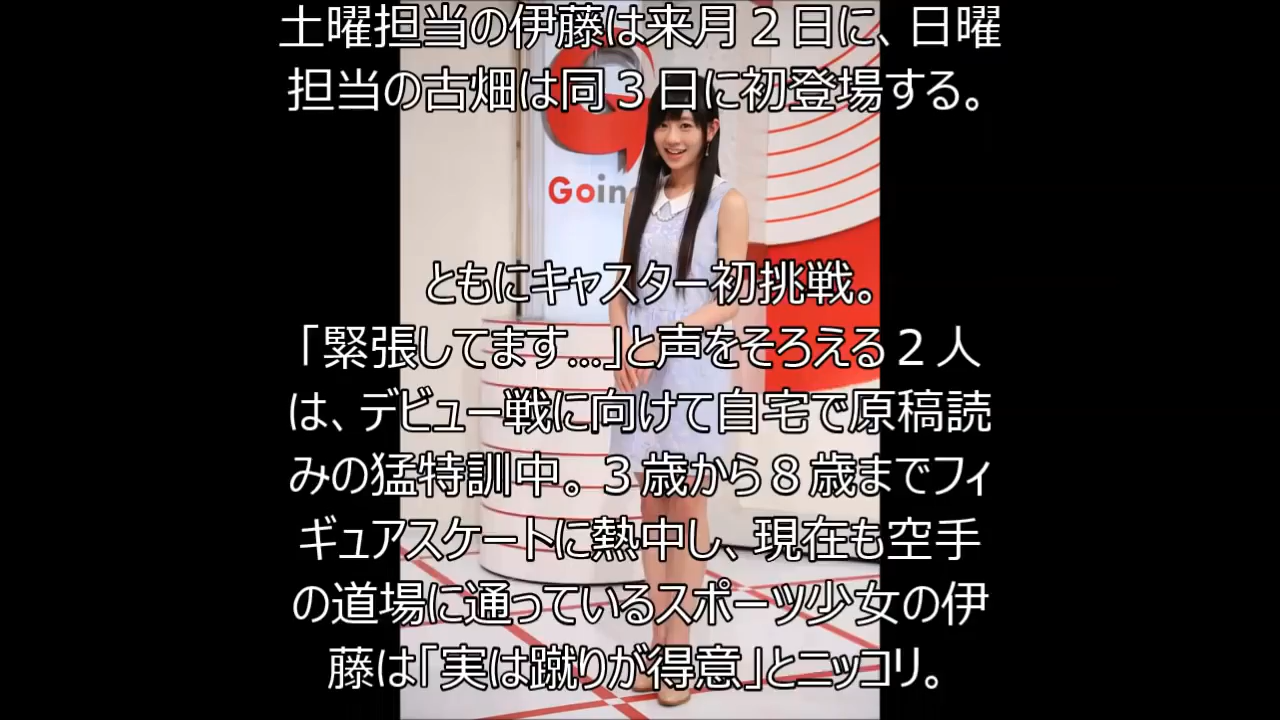 土曜担当の伊藤は来月２日に、日曜
担当の古畑は同３日に初登場する。
Goin
ともにキャスター初挑戦。
「緊張してます…」と声をそろえる２人
は、デビュー戦に向けて自宅で原稿読
みの猛特訓中。３歳から８歳までフィ
ギュアスケートに熱中し、現在も空手
の道場に通っているスポーツ少女の伊
藤は「実は蹴りが得意」とニッコリ。